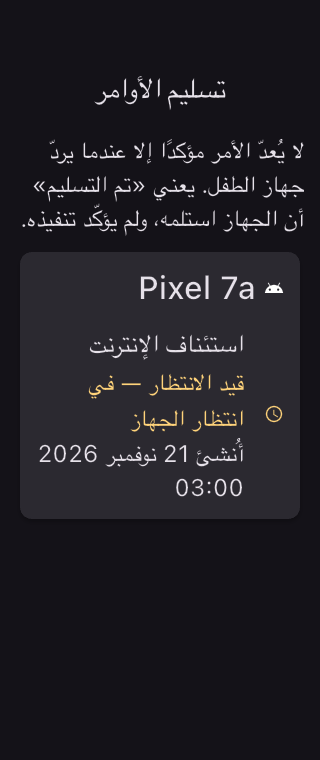 تسليم الأوامر
لا يُعدّ الأمر مؤكدًا إلا عندما يردّ
جهاز الطفل. يعني «تم التسليم»
أن الجهاز استلمه، ولم يؤكّد تنفيذه.
Pixel 7a
استئناف الإنترنت
قيد الانتظار — في
انتظار الجهاز
أُنشئ 21 نوفمبر 2026
03:00